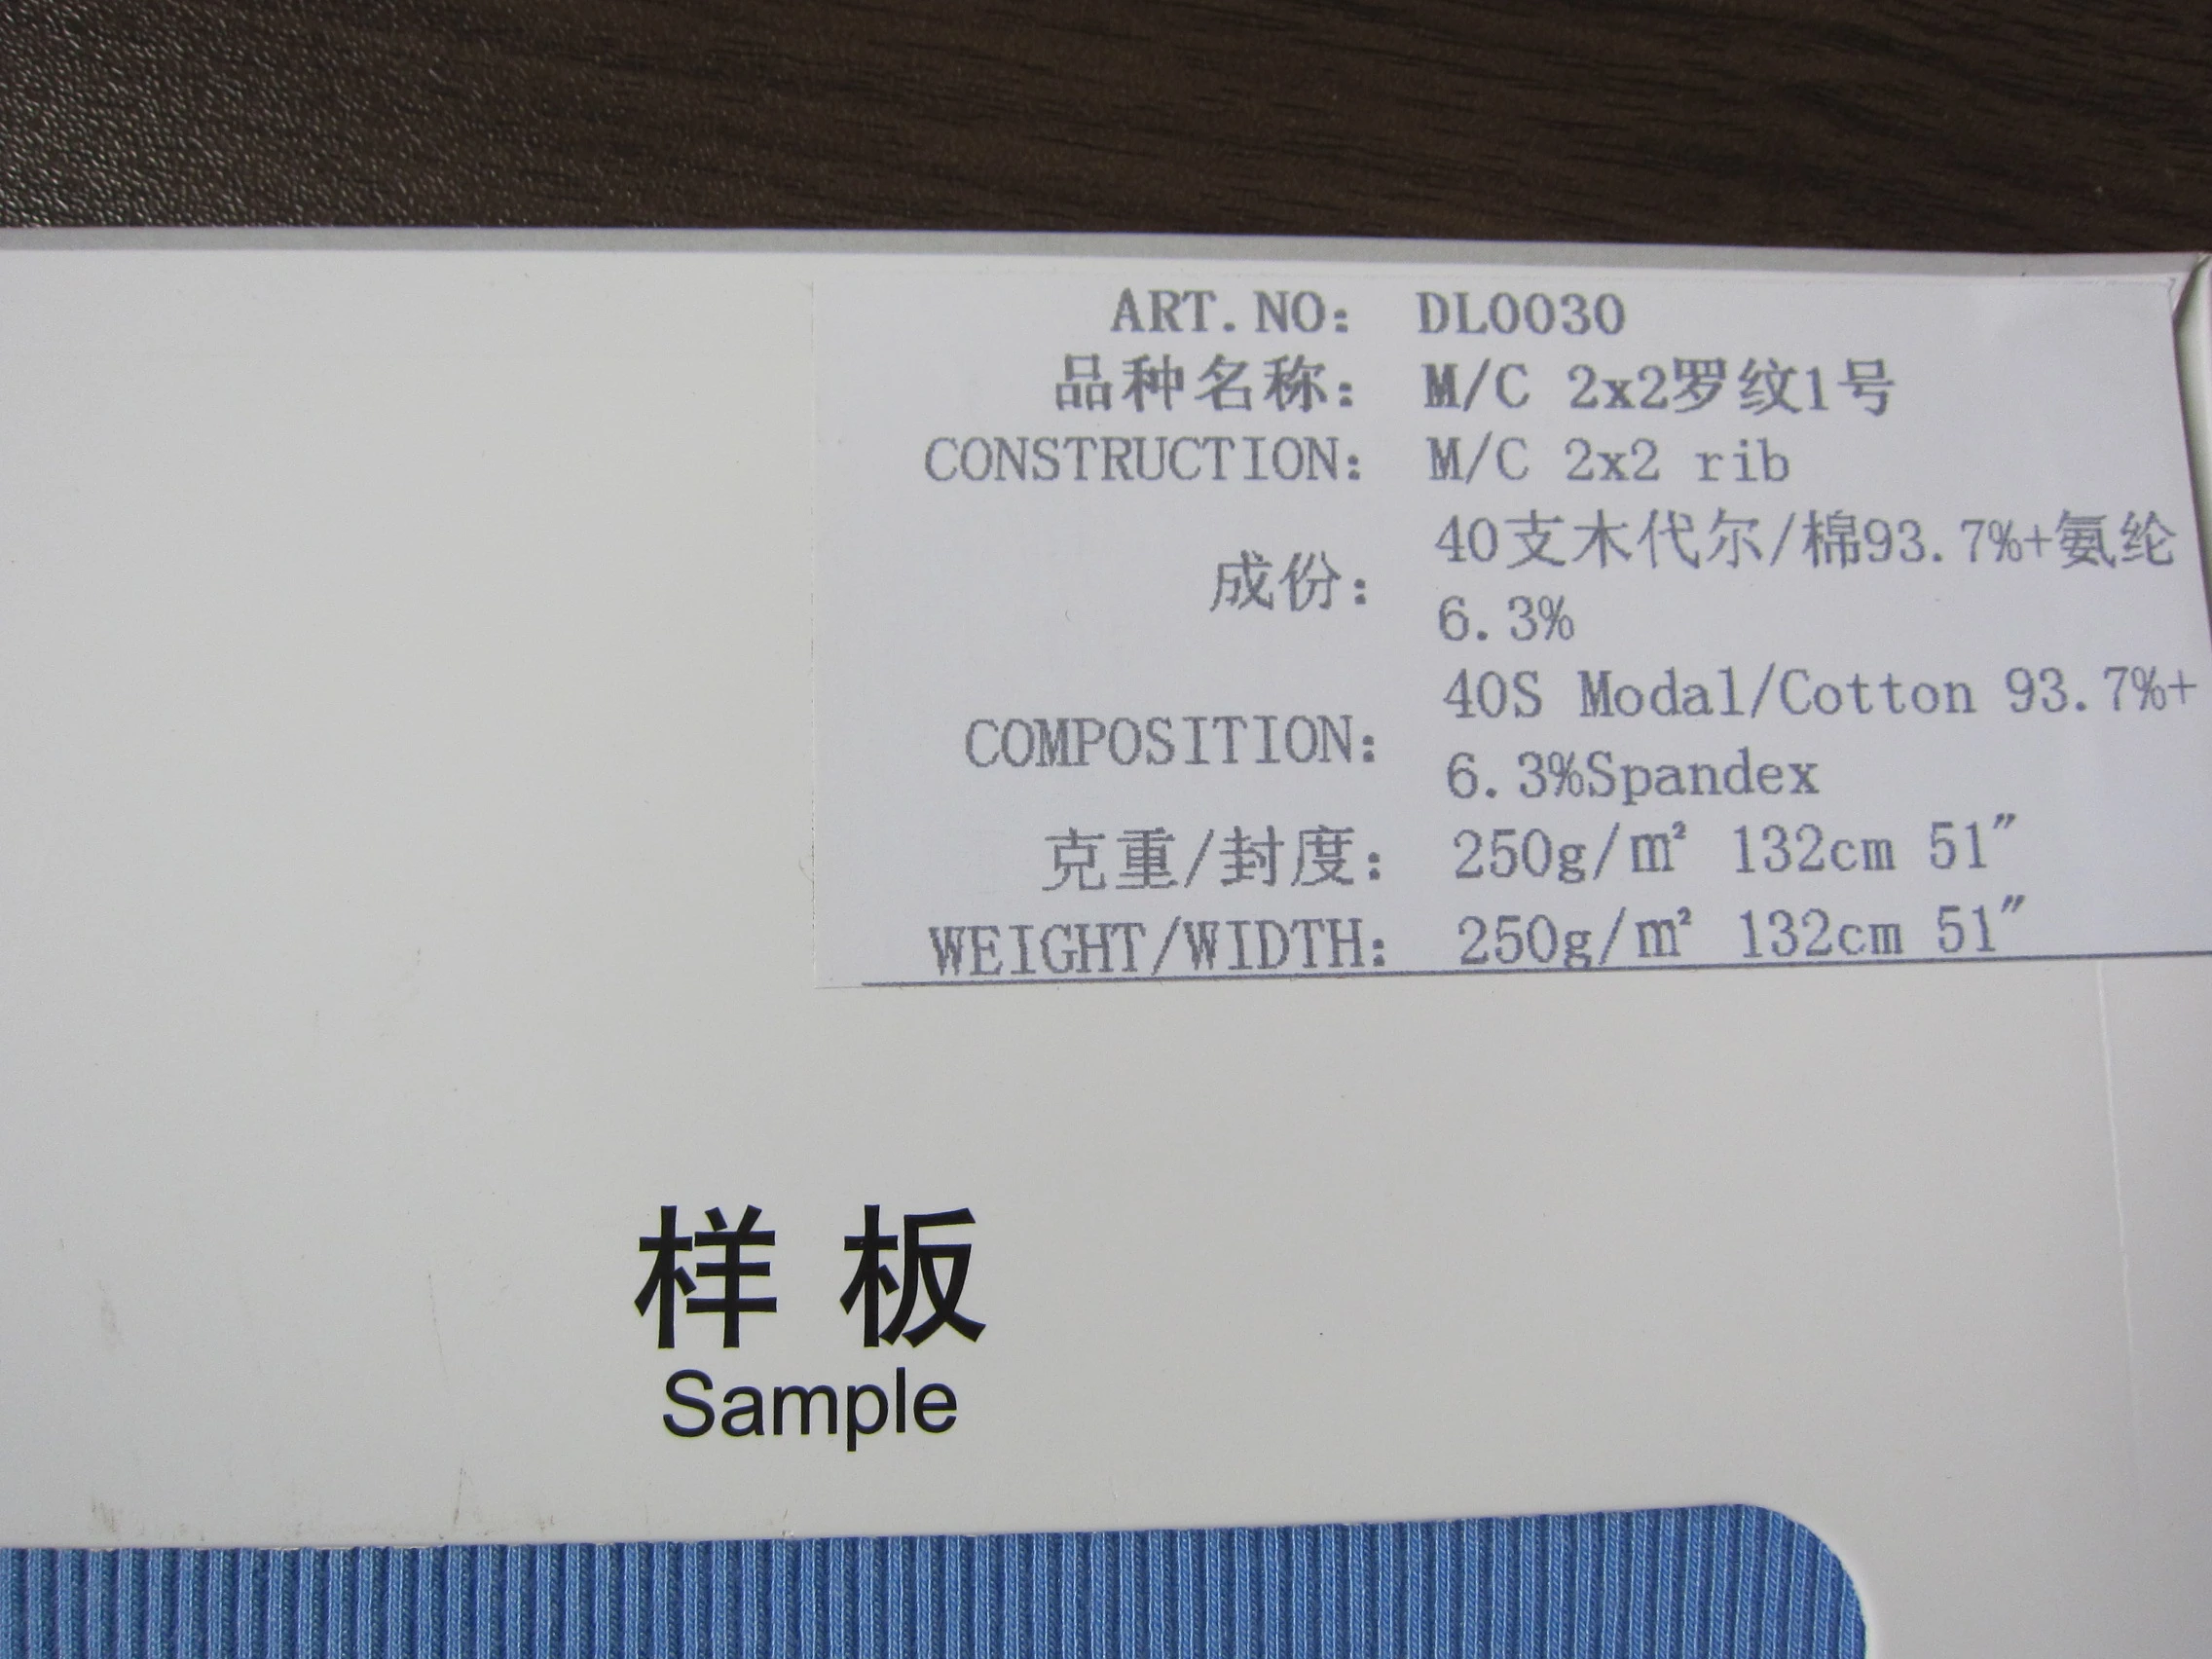 ART.NO: DL0030
品种名称: M/C 2x2罗纹1号
CONSTRUCTION: M/C 2x2 rib
成份: 40支木代尔/棉93.7%+氨纶
6.3%
COMPOSITION: 40S Modal/Cotton 93.7%+
6.3%Spandex
克重/封度: 250g/m² 132cm 51″
WEIGHT/WIDTH: 250g/m² 132cm 51″
样板
Sample